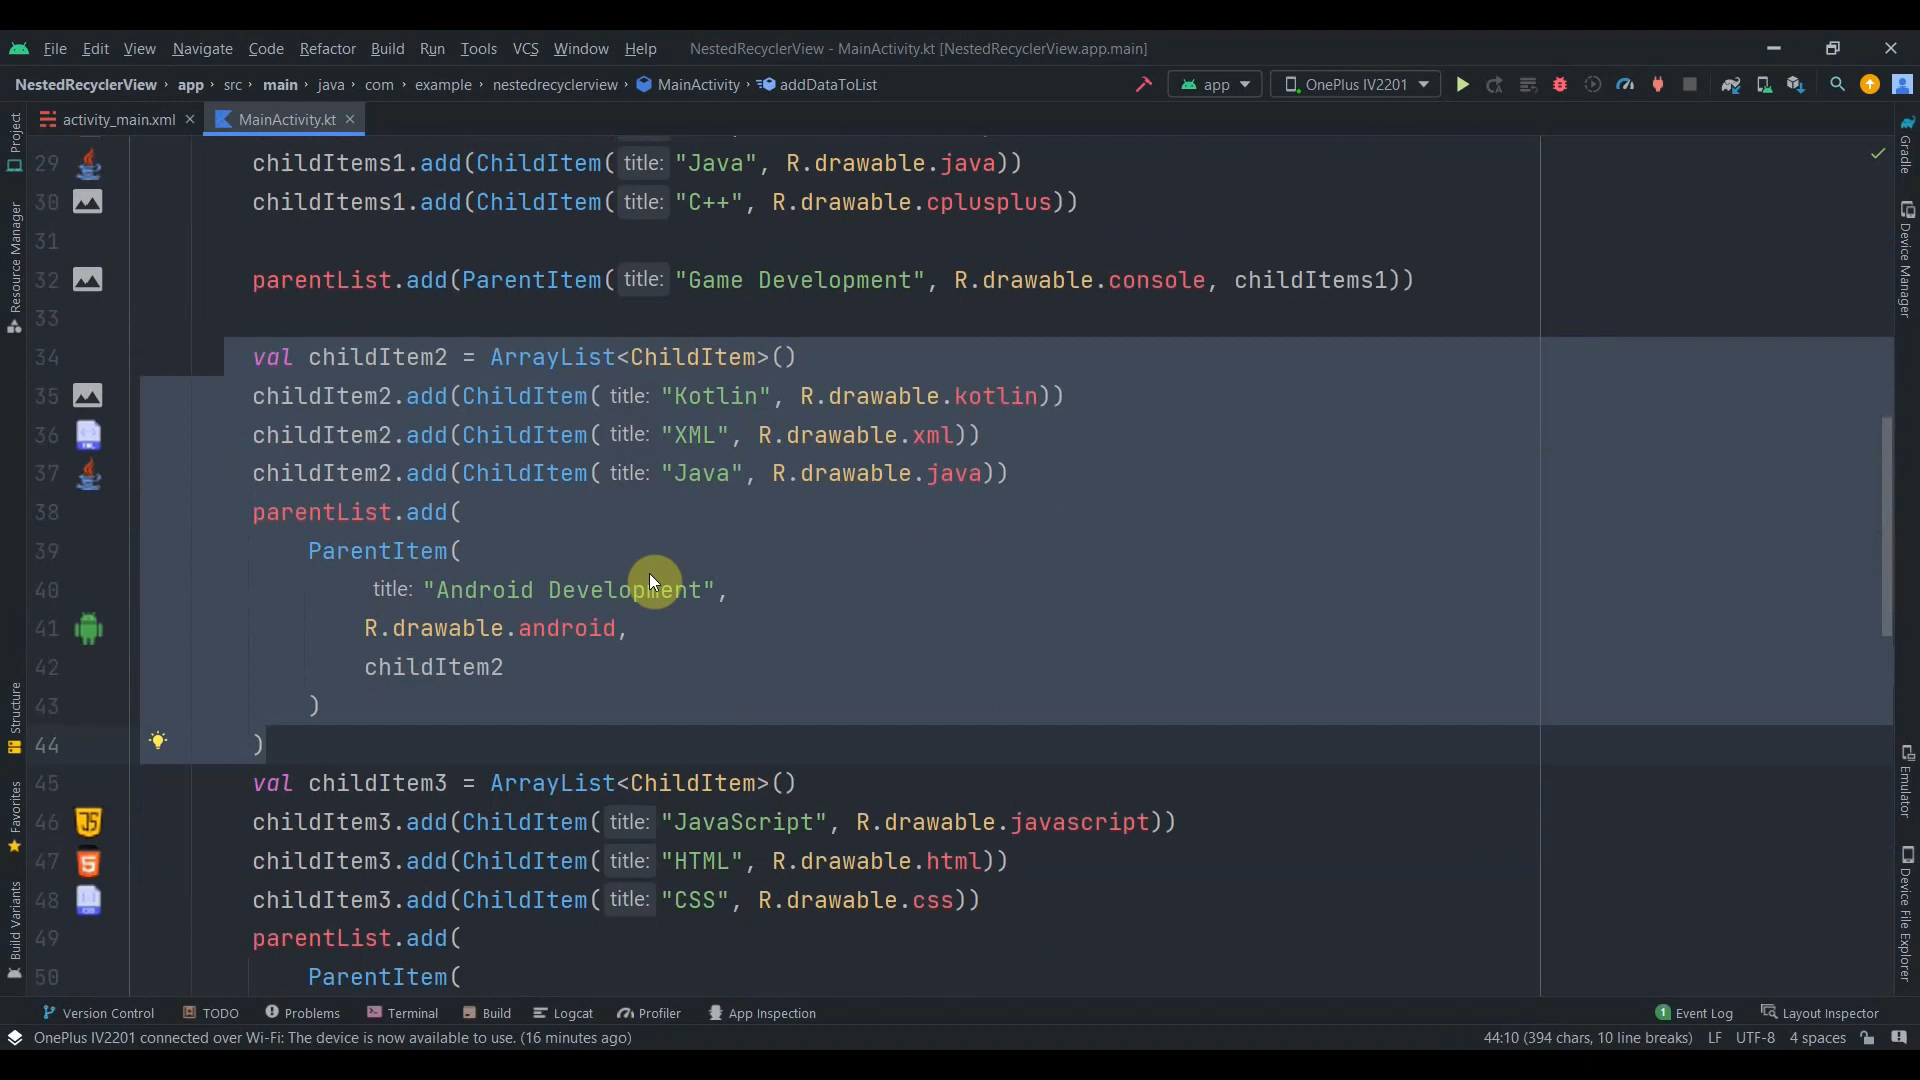 File Edit View Navigate Code Refactor Build Run Tools VCS Window Help NestedRecyclerView - MainActivity.kt [NestedRecyclerView.app.main]
NestedRecyclerView › app › src › main › java › com › example › nestedrecyclerview › MainActivity › addDataToList app OnePlus IV2201
activity_main.xml MainActivity.kt
Project
Resource Manager
Structure
Favorites
Build Variants
29 childItems1.add(ChildItem( title: "Java", R.drawable.java))
30 childItems1.add(ChildItem( title: "C++", R.drawable.cplusplus))
31
32 parentList.add(ParentItem( title: "Game Development", R.drawable.console, childItems1))
33
34 val childItem2 = ArrayList<ChildItem>()
35 childItem2.add(ChildItem( title: "Kotlin", R.drawable.kotlin))
36 childItem2.add(ChildItem( title: "XML", R.drawable.xml))
37 childItem2.add(ChildItem( title: "Java", R.drawable.java))
38 parentList.add(
39 ParentItem(
40 title: "Android Development",
41 R.drawable.android,
42 childItem2
43 )
44 )
45 val childItem3 = ArrayList<ChildItem>()
46 childItem3.add(ChildItem( title: "JavaScript", R.drawable.javascript))
47 childItem3.add(ChildItem( title: "HTML", R.drawable.html))
48 childItem3.add(ChildItem( title: "CSS", R.drawable.css))
49 parentList.add(
50 ParentItem(
Gradle
Device Manager
Emulator
Device File Explorer
Version Control TODO Problems Terminal Build Logcat Profiler App Inspection 1 Event Log Layout Inspector
OnePlus IV2201 connected over Wi-Fi: The device is now available to use. (16 minutes ago) 44:10 (394 chars, 10 line breaks) LF UTF-8 4 spaces